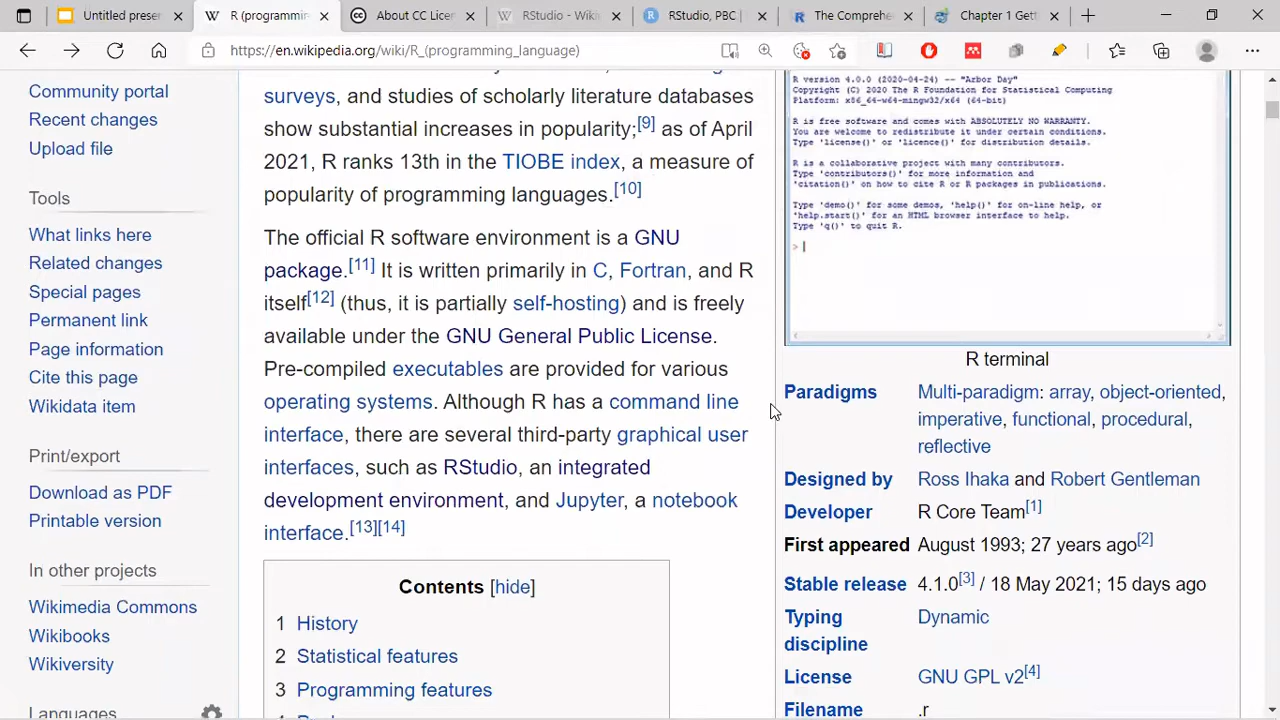 Untitled present
R (programmin
About CC Licen
RStudio - Wiki
RStudio, PBC |
The Comprehe
Chapter 1 Gett
https://en.wikipedia.org/wiki/R_(programming_language)
Community portal
Recent changes
Upload file
Tools
What links here
Related changes
Special pages
Permanent link
Page information
Cite this page
Wikidata item
Print/export
Download as PDF
Printable version
In other projects
Wikimedia Commons
Wikibooks
Wikiversity
Languages
surveys, and studies of scholarly literature databases
show substantial increases in popularity;[9] as of April
2021, R ranks 13th in the TIOBE index, a measure of
popularity of programming languages.[10]
The official R software environment is a GNU
package.[11] It is written primarily in C, Fortran, and R
itself[12] (thus, it is partially self-hosting) and is freely
available under the GNU General Public License.
Pre-compiled executables are provided for various
operating systems. Although R has a command line
interface, there are several third-party graphical user
interfaces, such as RStudio, an integrated
development environment, and Jupyter, a notebook
interface.[13][14]
Contents [hide]
1 History
2 Statistical features
3 Programming features
R version 4.0.0 (2020-04-24) -- "Arbor Day"
Copyright (C) 2020 The R Foundation for Statistical Computing
Platform: x86_64-w64-mingw32/x64 (64-bit)
R is free software and comes with ABSOLUTELY NO WARRANTY.
You are welcome to redistribute it under certain conditions.
Type 'license()' or 'licence()' for distribution details.
R is a collaborative project with many contributors.
Type 'contributors()' for more information and
'citation()' on how to cite R or R packages in publications.
Type 'demo()' for some demos, 'help()' for on-line help, or
'help.start()' for an HTML browser interface to help.
Type 'q()' to quit R.
>
R terminal
Paradigms Multi-paradigm: array, object-oriented,
imperative, functional, procedural,
reflective
Designed by Ross Ihaka and Robert Gentleman
Developer R Core Team[1]
First appeared August 1993; 27 years ago[2]
Stable release 4.1.0[3] / 18 May 2021; 15 days ago
Typing Dynamic
discipline
License GNU GPL v2[4]
Filename .r